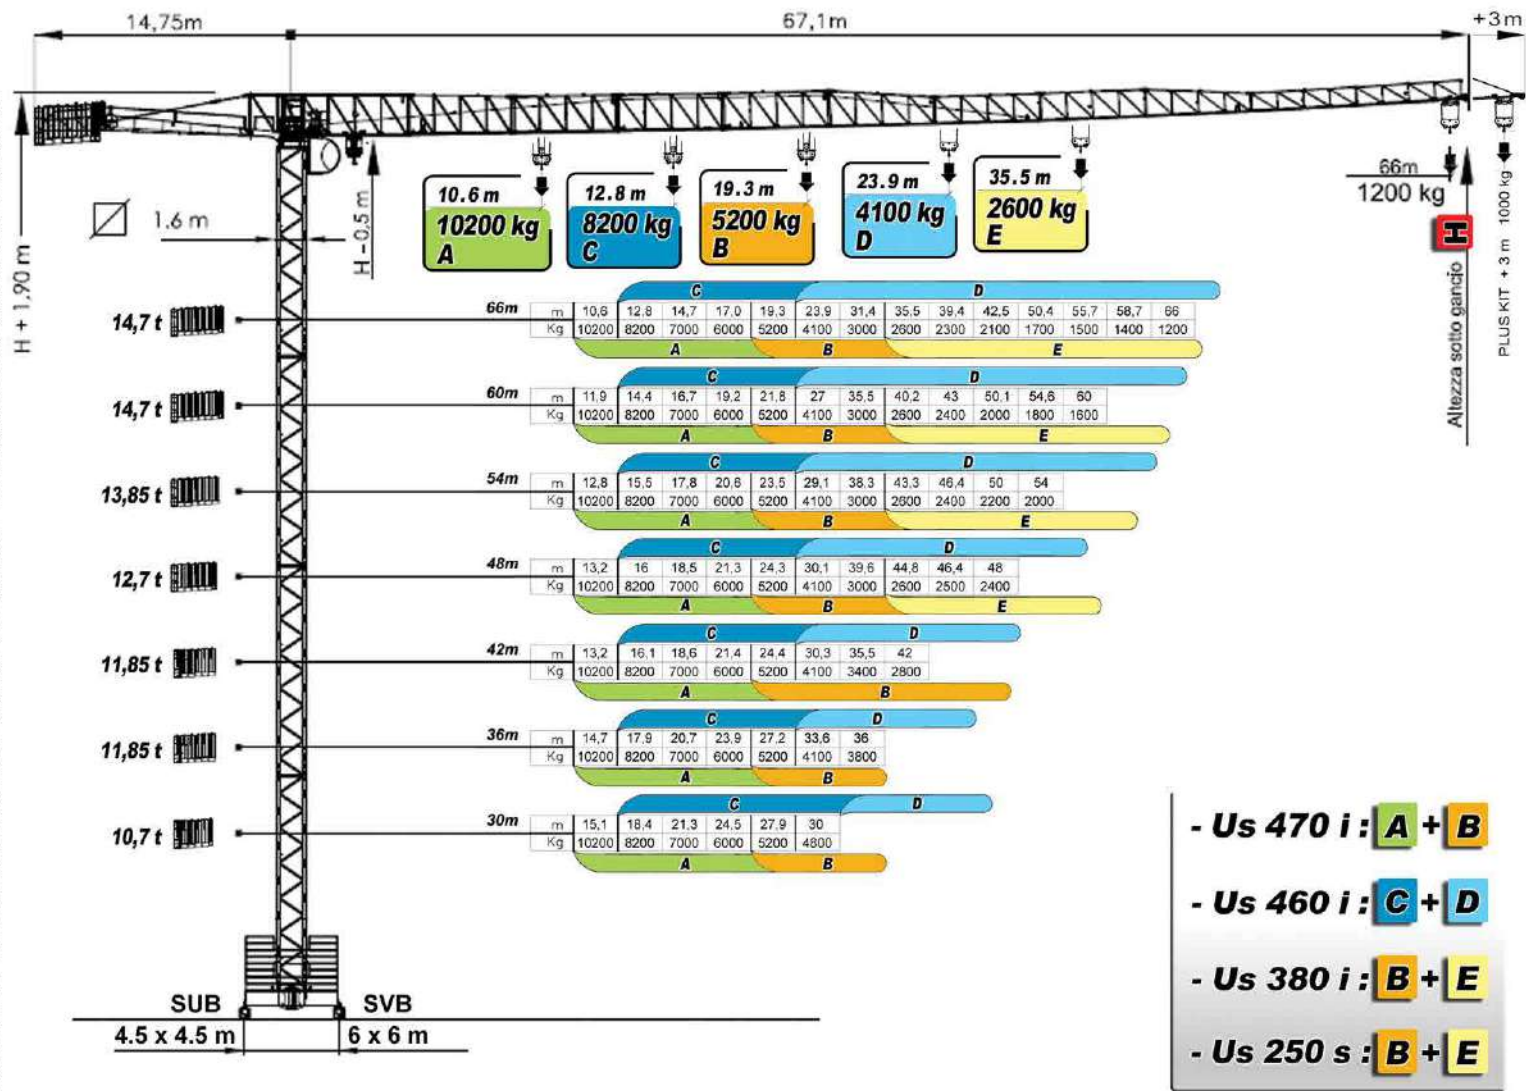 14,75m 67,1m +3m
H + 1.90 m
1.6 m
H - 0,5 m
10.6 m
10200 kg
A
12.8 m
8200 kg
C
19.3 m
5200 kg
B
23.9 m
4100 kg
D
35.5 m
2600 kg
E
66m
1200 kg
H
Altezza sotto gancio
PLUS KIT + 3 m 1000 kg
C D
14,7 t 66m m 10,6 12.8 14,7 17.0 19.3 23.9 31.4 35.5 39.4 42.5 50.4 55.7 58.7 66
Kg 10200 8200 7000 6000 5200 4100 3000 2600 2300 2100 1700 1500 1400 1200
A B E
C D
14,7 t 60m m 11,9 14,4 16,7 19,2 21,8 27 35,5 40,2 43 50,1 54,6 60
Kg 10200 8200 7000 6000 5200 4100 3000 2600 2400 2000 1800 1600
A B E
C D
13,85 t 54m m 12,8 15,5 17,8 20,6 23,5 29,1 38,3 43,3 46,4 50 54
Kg 10200 8200 7000 6000 5200 4100 3000 2600 2400 2200 2000
A B E
C D
12,7 t 48m m 13,2 16 18,5 21,3 24,3 30,1 39,6 44,8 46,4 48
Kg 10200 8200 7000 6000 5200 4100 3000 2600 2500 2400
A B E
C D
11,85 t 42m m 13,2 16,1 18,6 21,4 24,4 30,3 35,5 42
Kg 10200 8200 7000 6000 5200 4100 3400 2800
A B
C D
11,85 t 36m m 14,7 17,9 20,7 23,9 27,2 33,6 36
Kg 10200 8200 7000 6000 5200 4100 3800
A B
C D
10,7 t 30m m 15,1 18,4 21,3 24,5 27,9 30
Kg 10200 8200 7000 6000 5200 4800
A B
SUB SVB
4.5 x 4.5 m 6 x 6 m
- Us 470 i : A + B
- Us 460 i : C + D
- Us 380 i : B + E
- Us 250 s : B + E